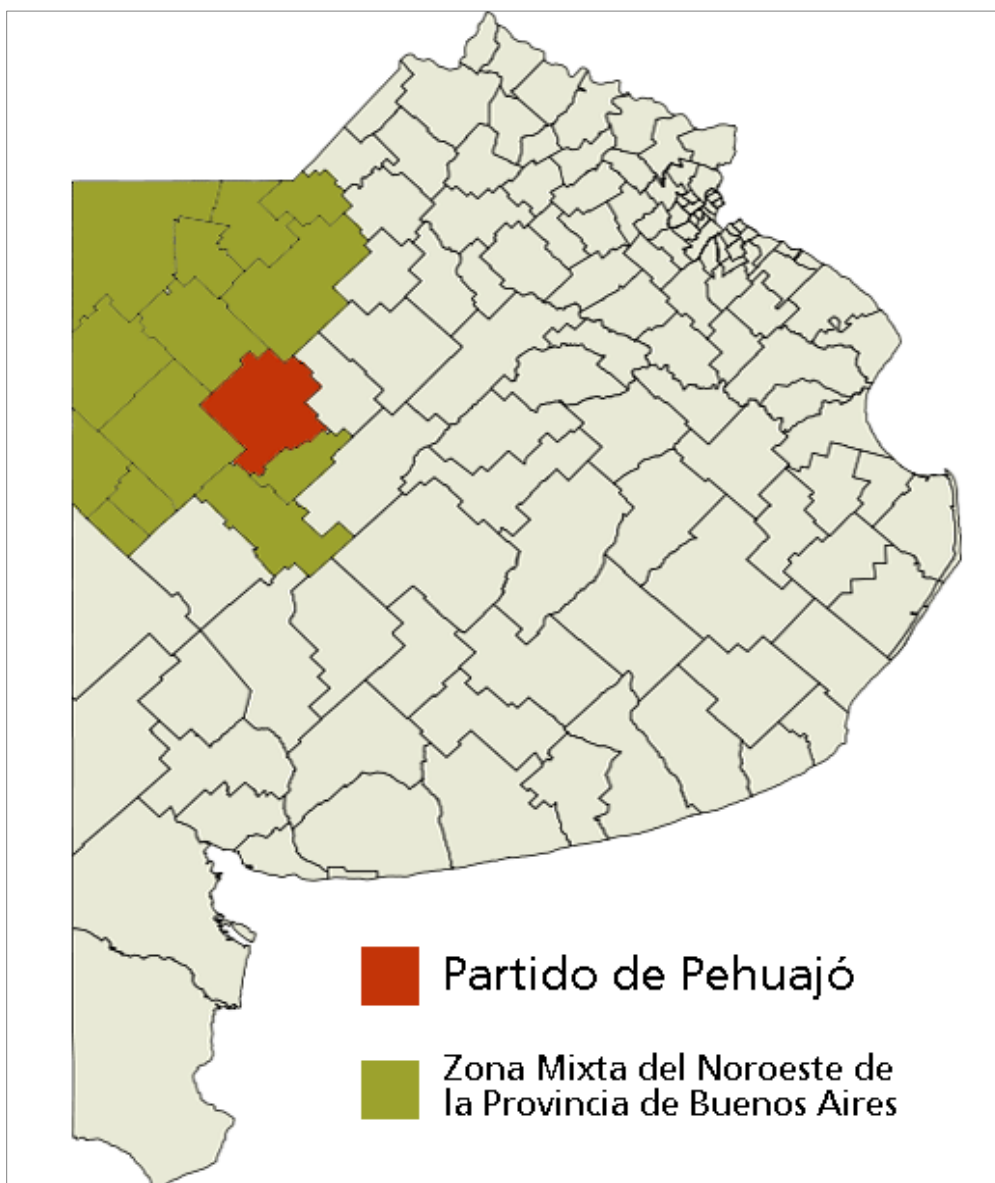 Partido de Pehuajó
Zona Mixta del Noroeste de
la Provincia de Buenos Aires